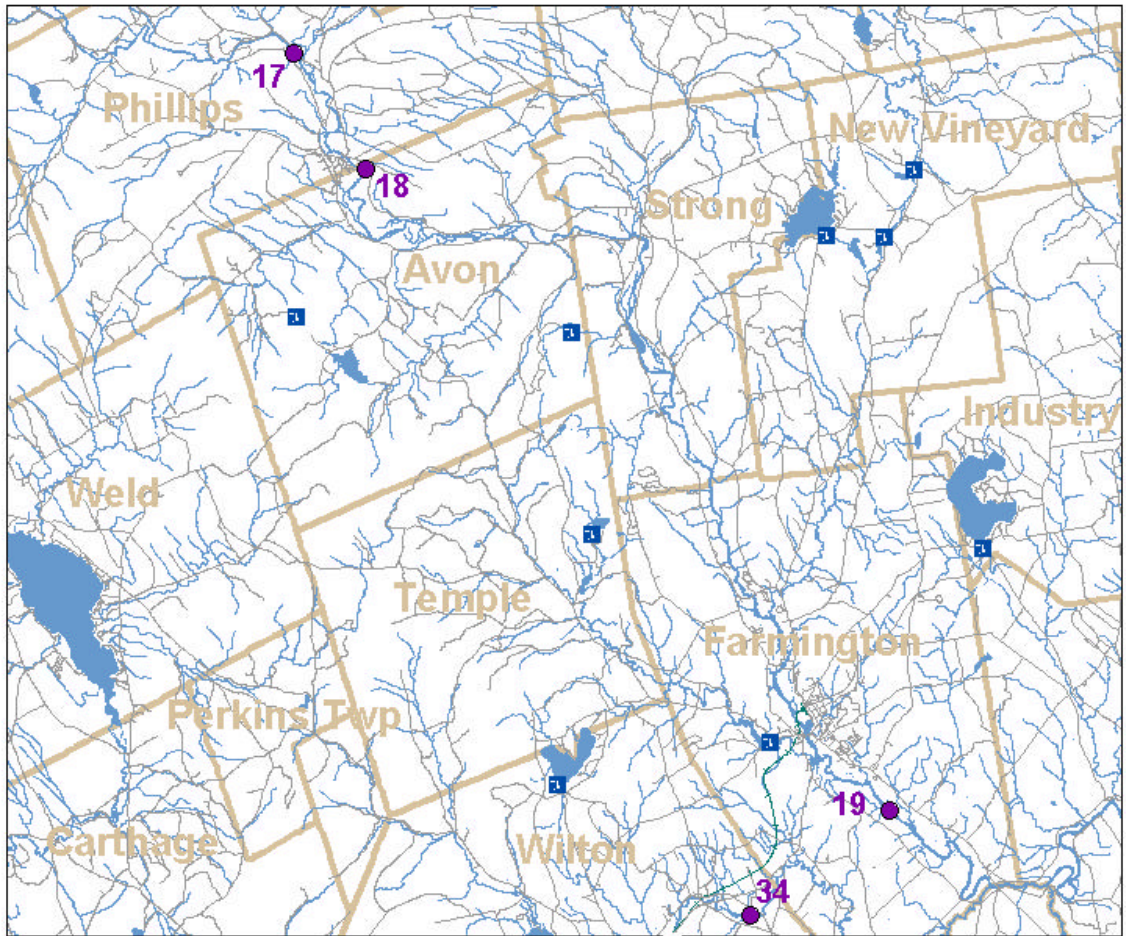 17
Phillips
New Vineyard
18
Strong
Avon
Industry
Weld
Temple
Farmington
Perkins Twp
19
Carthage
Wilton
34